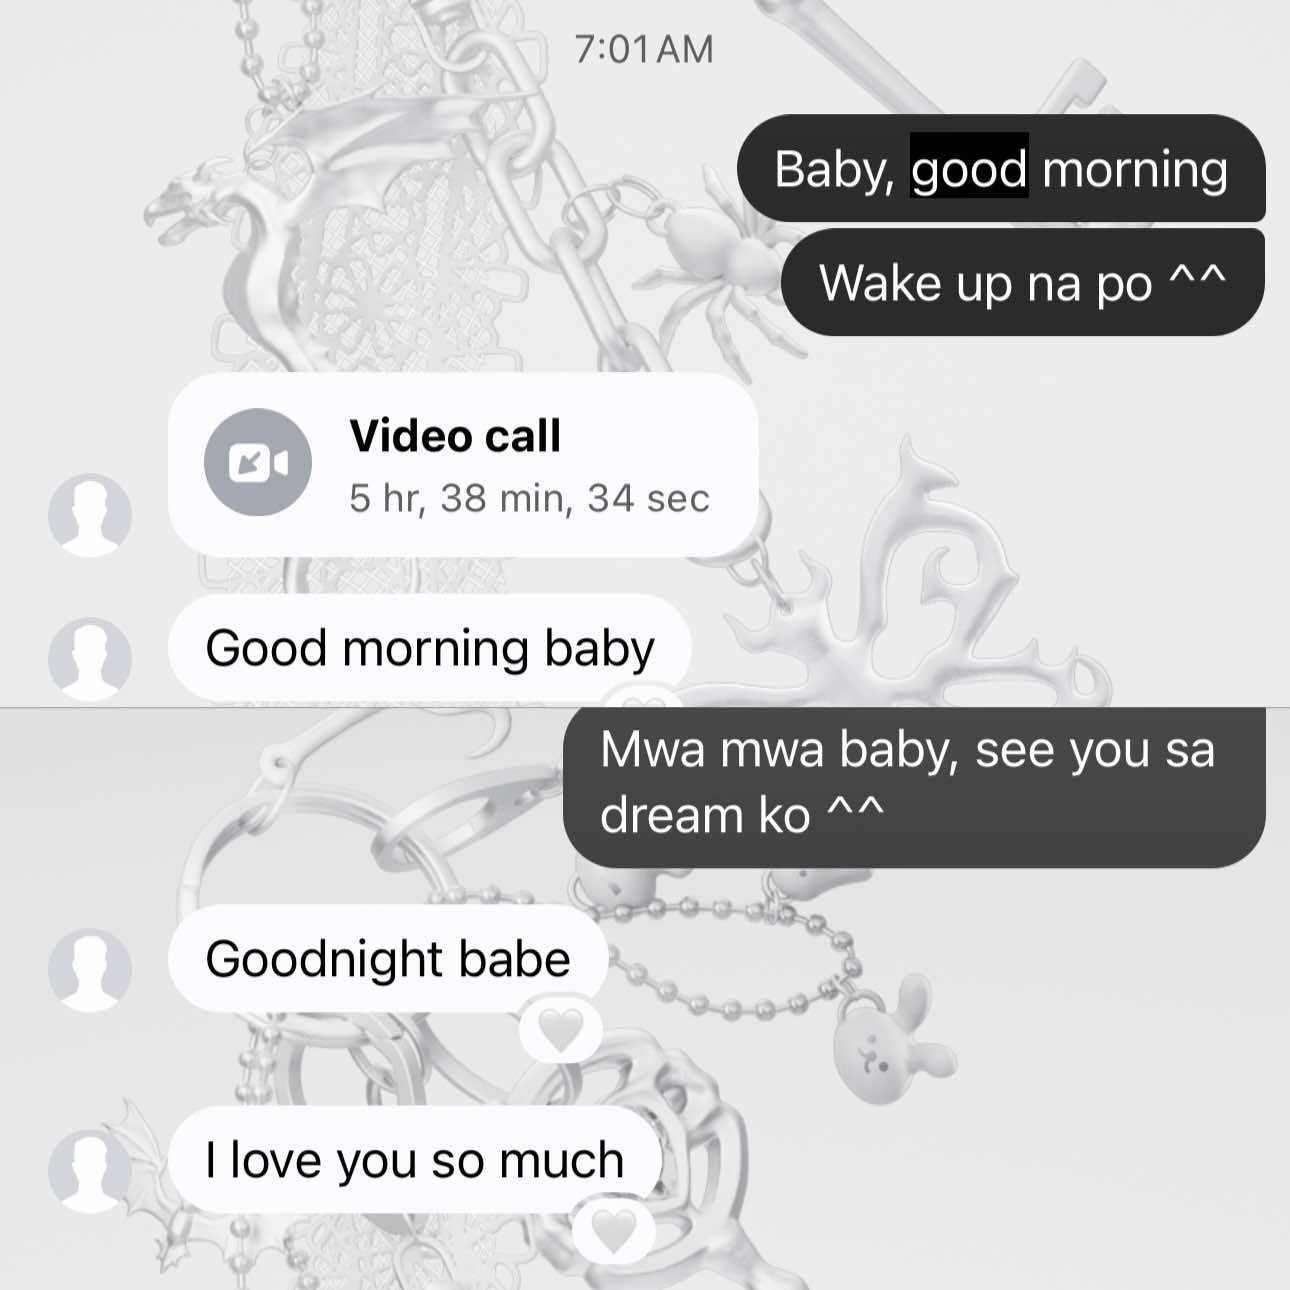 7:01 AM
Baby, good morning
Wake up na po ^^
Video call
5 hr, 38 min, 34 sec
Good morning baby
Mwa mwa baby, see you sa
dream ko ^^
Goodnight babe
I love you so much